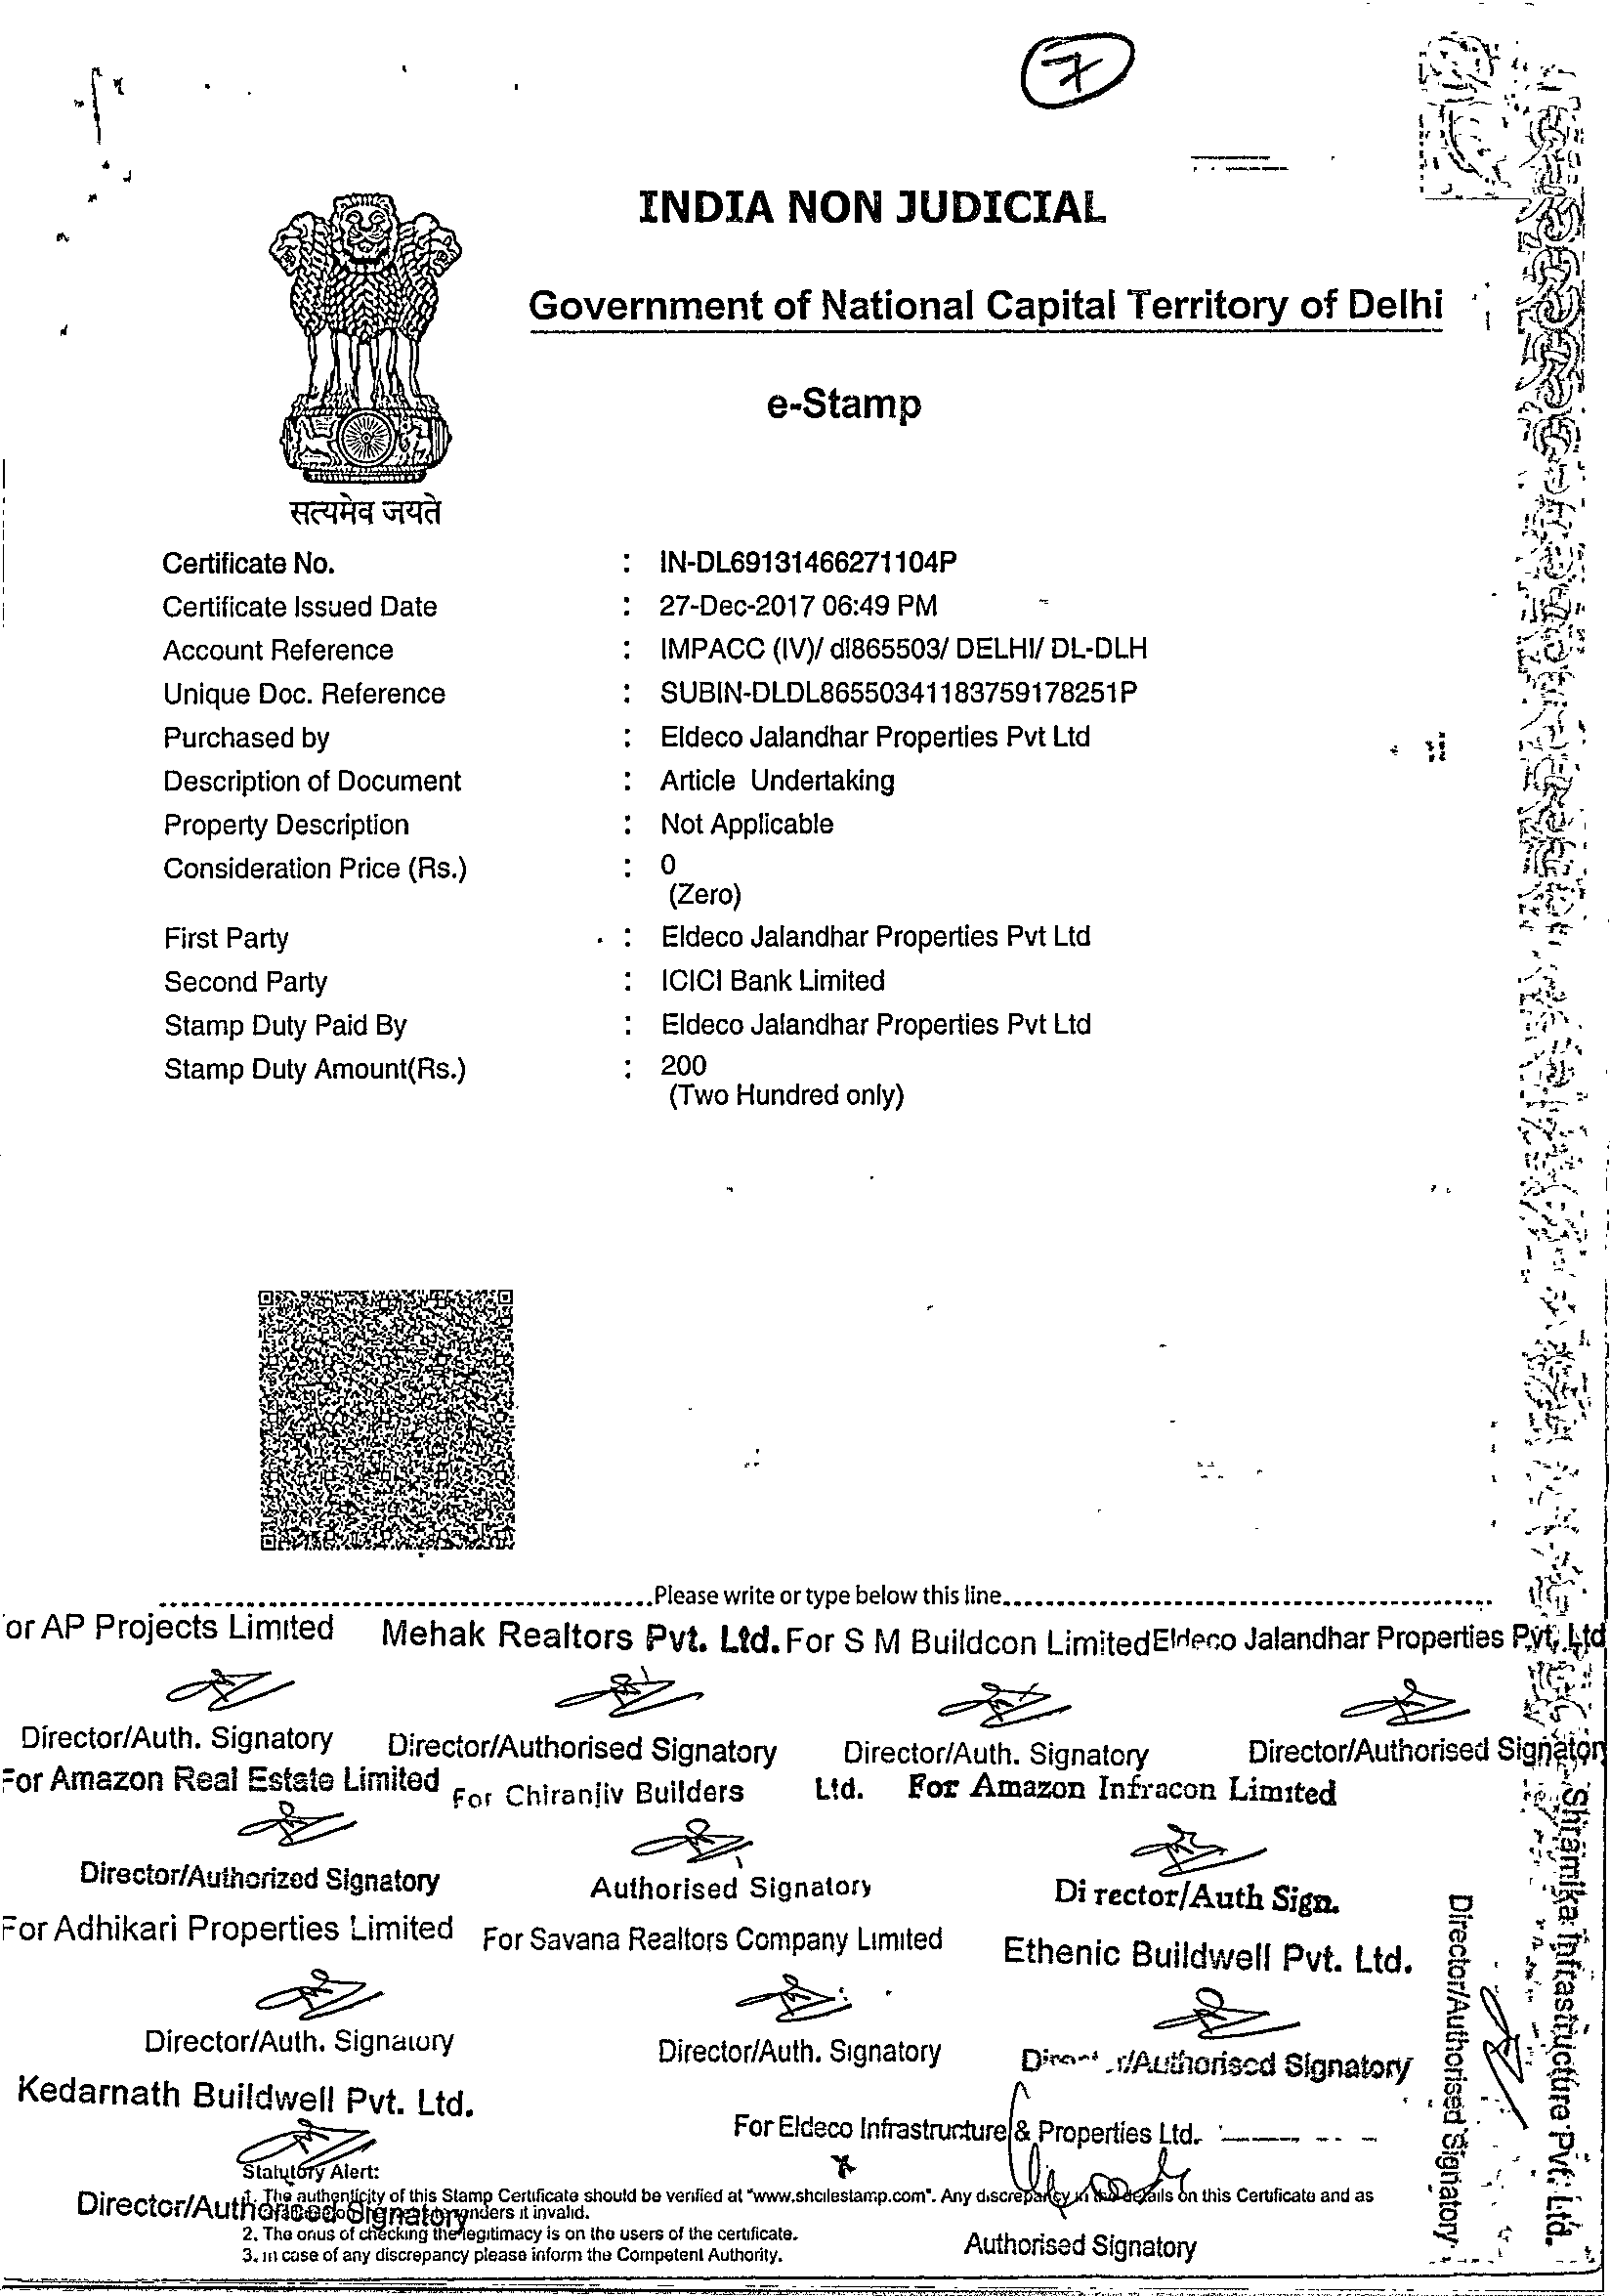 7
INDIA NON JUDICIAL
Government of National Capital Territory of Delhi
e-Stamp
सत्यमेव जयते
Certificate No. : IN-DL69131466271104P
Certificate Issued Date : 27-Dec-2017 06:49 PM
Account Reference : IMPACC (IV)/ dl865503/ DELHI/ DL-DLH
Unique Doc. Reference : SUBIN-DLDL86550341183759178251P
Purchased by : Eldeco Jalandhar Properties Pvt Ltd
Description of Document : Article Undertaking
Property Description : Not Applicable
Consideration Price (Rs.) : 0
(Zero)
First Party : Eldeco Jalandhar Properties Pvt Ltd
Second Party : ICICI Bank Limited
Stamp Duty Paid By : Eldeco Jalandhar Properties Pvt Ltd
Stamp Duty Amount(Rs.) : 200
(Two Hundred only)
Please write or type below this line
or AP Projects Limited Mehak Realtors Pvt. Ltd. For S M Buildcon Limited Eldeco Jalandhar Properties Pvt. Ltd
Director/Auth. Signatory Director/Authorised Signatory Director/Auth. Signatory Director/Authorised Signatory
For Amazon Real Estate Limited For Chiranjiv Builders Ltd. For Amazon Infracon Limited
Director/Authorized Signatory Authorised Signatory Di rector/Auth Sign.
For Adhikari Properties Limited For Savana Realtors Company Limited Ethenic Buildwell Pvt. Ltd.
Director/Auth. Signatory Director/Auth. Signatory Director/Authorised Signatory
Kedarnath Buildwell Pvt. Ltd.
For Eldeco Infrastructure & Properties Ltd.
Statutory Alert:
Director/Authorised Signatory
1. The authenticity of this Stamp Certificate should be verified at "www.shcilestamp.com". Any discrepancy in the details on this Certificate and as
renders it invalid.
2. The onus of checking the legitimacy is on the users of the certificate.
3. In case of any discrepancy please inform the Competent Authority.
Authorised Signatory
Shramika Infrastructure Pvt. Ltd.
Director/Authorised Signatory